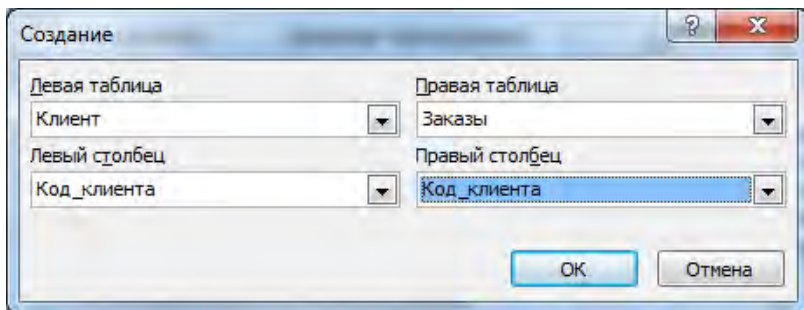 Создание
Левая таблица Правая таблица
Клиент Заказы
Левый столбец Правый столбец
Код_клиента Код_клиента
ОК Отмена